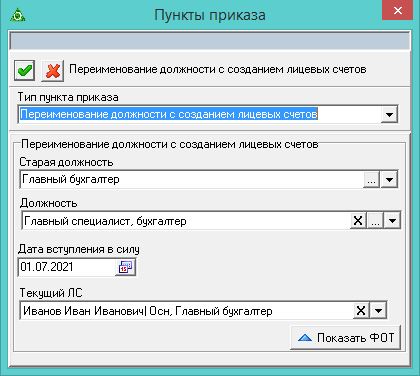 Пункты приказа
Переименование должности с созданием лицевых счетов
Тип пункта приказа
Переименование должности с созданием лицевых счетов
Переименование должности с созданием лицевых счетов
Старая должность
Главный бухгалтер
...
Должность
Главный специалист, бухгалтер
X ...
Дата вступления в силу
01.07.2021
15
Текущий ЛС
Иванов Иван Иванович| Осн, Главный бухгалтер
X
Показать ФОТ